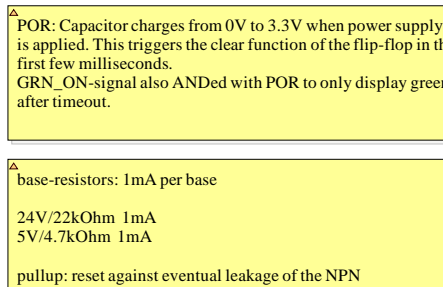 POR: Capacitor charges from 0V to 3.3V when power supply
is applied. This triggers the clear function of the flip-flop in
first few milliseconds.
GRN_ON-signal also ANDed with POR to only display
after timeout.
base-resistors: 1mA per base
24V/22kOhm 1mA
5V/4.7kOhm 1mA
pullup: reset against eventual leakage of the NPN